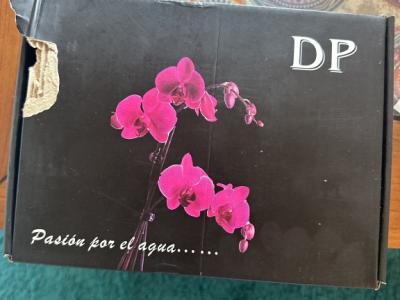 DP
Pasión por el agua......